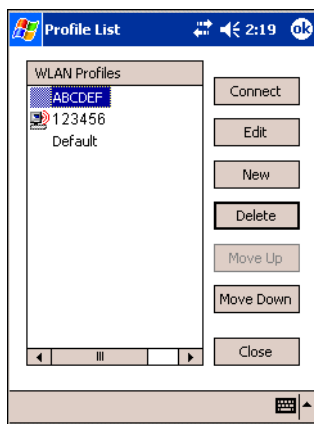 Profile List 2:19 ok
WLAN Profiles
ABCDEF
123456
Default
Connect
Edit
New
Delete
Move Up
Move Down
Close